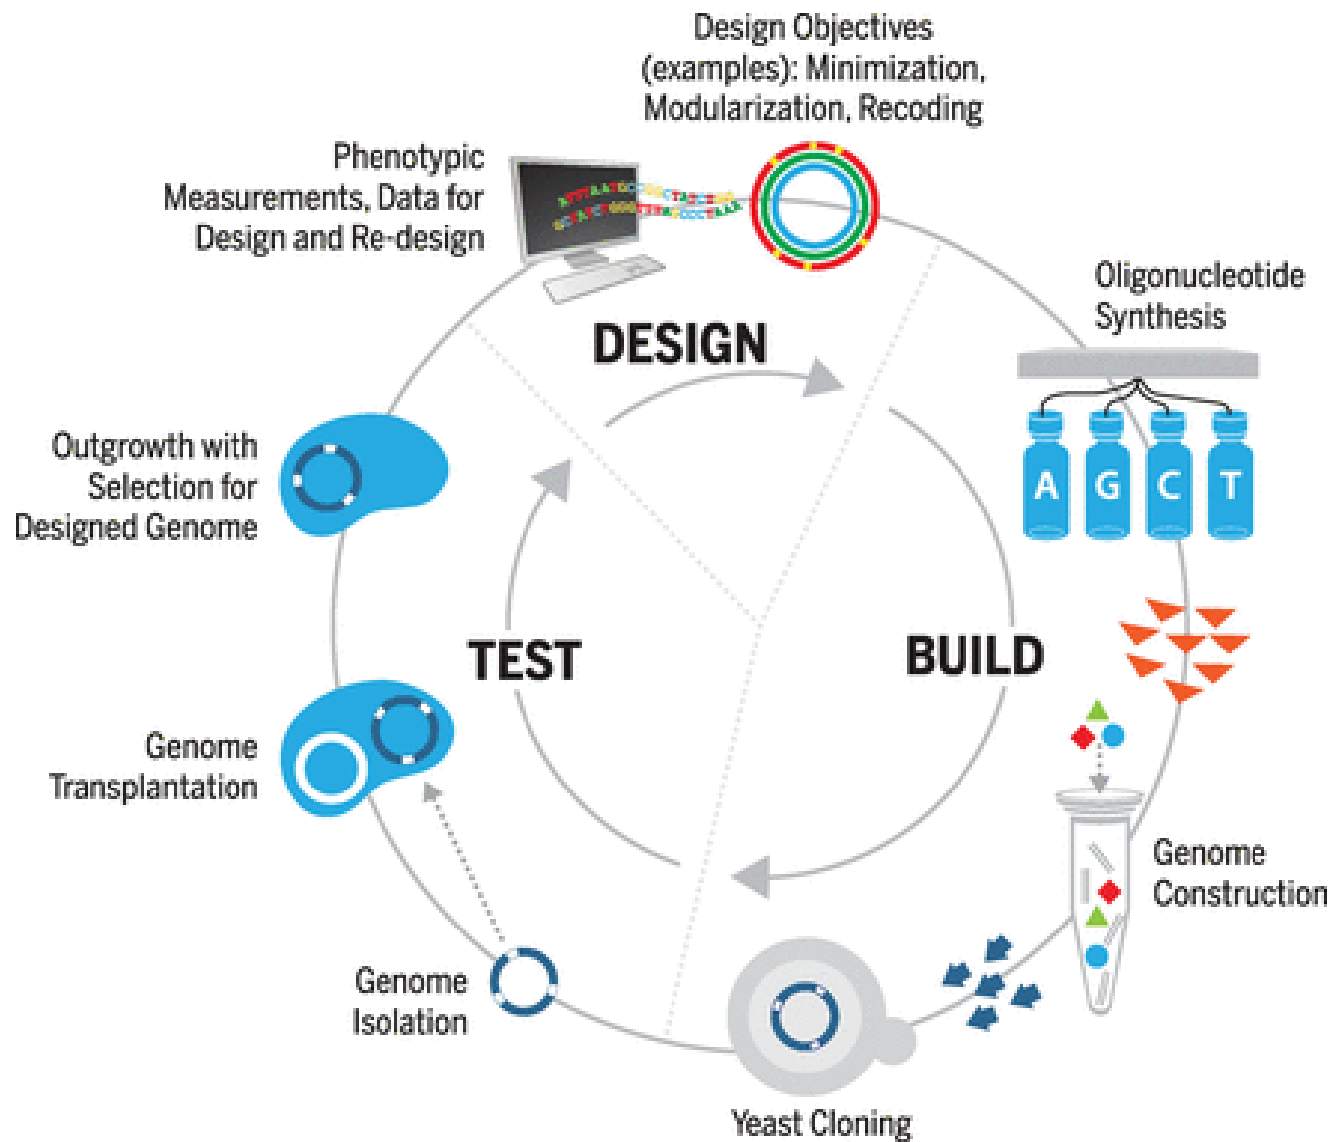 Design Objectives
(examples): Minimization,
Modularization, Recoding
Phenotypic
Measurements, Data for
Design and Re-design
Oligonucleotide
Synthesis
DESIGN
A G C T
Outgrowth with
Selection for
Designed Genome
TEST
BUILD
Genome
Transplantation
Genome
Construction
Genome
Isolation
Yeast Cloning